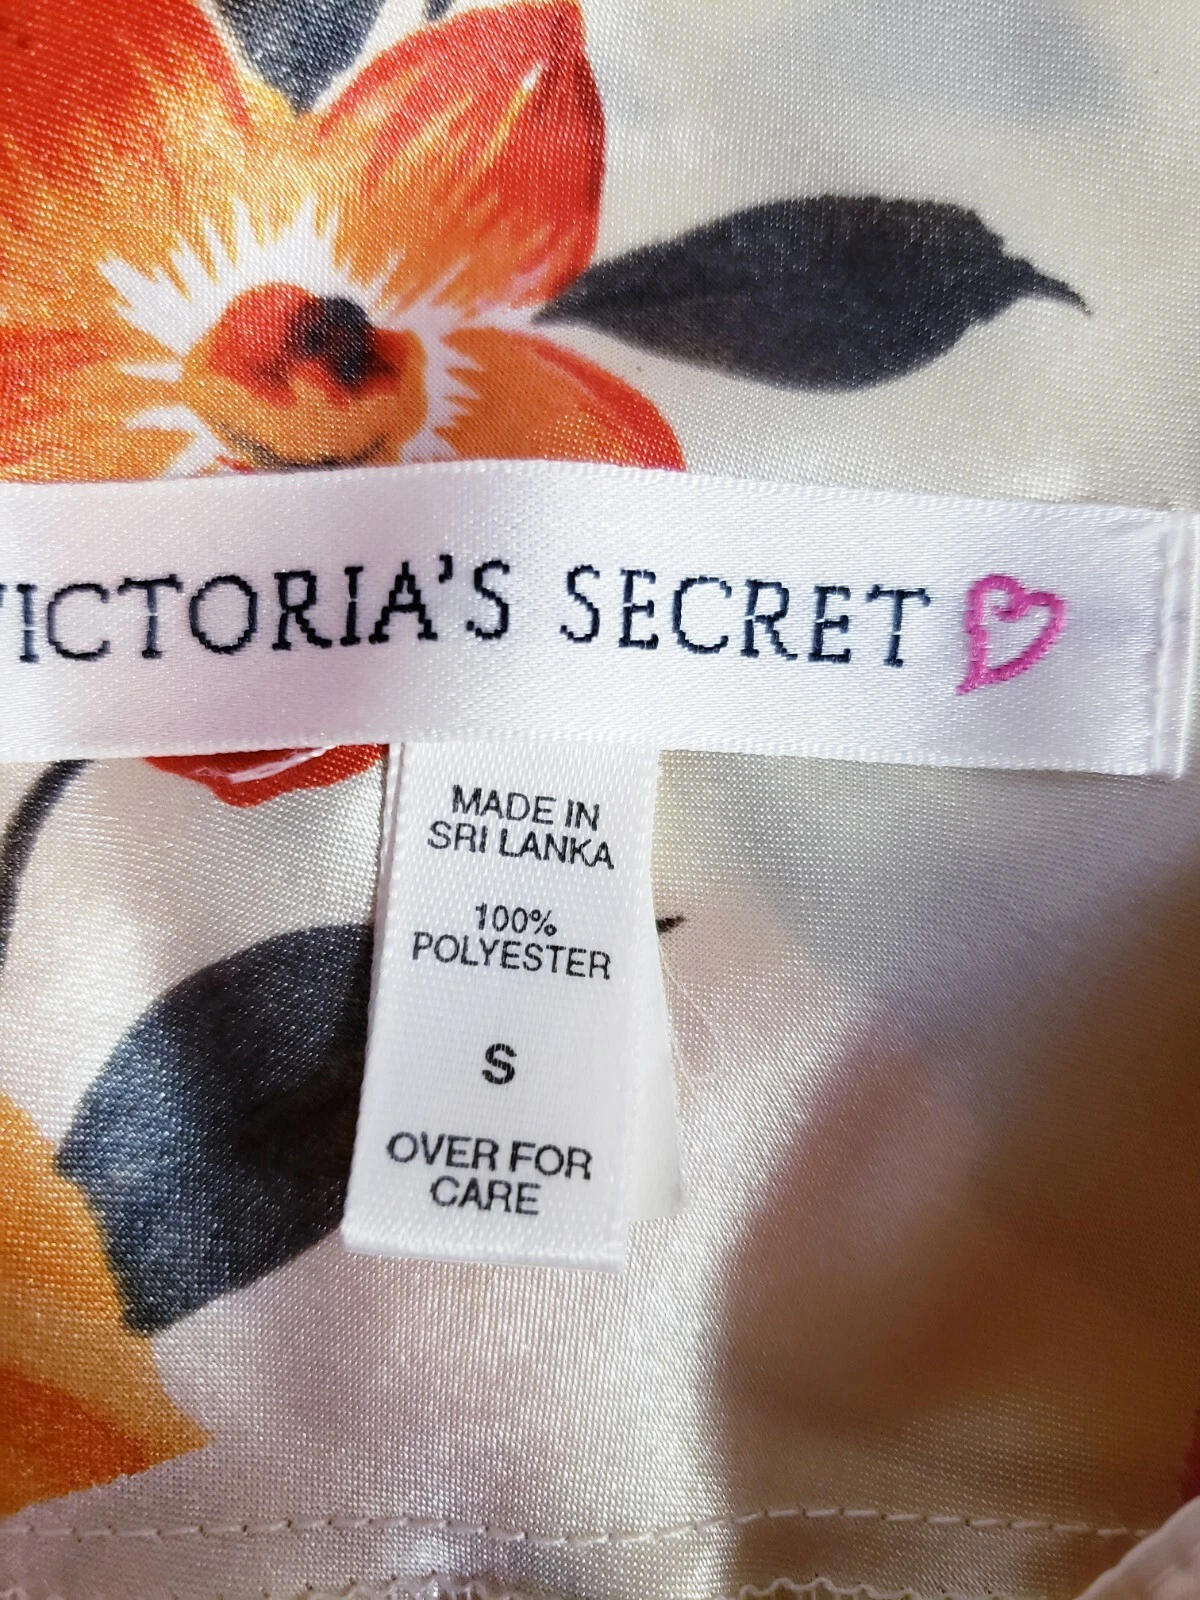 VICTORIA'S SECRET
MADE IN
SRI LANKA
100%
POLYESTER
S
OVER FOR
CARE